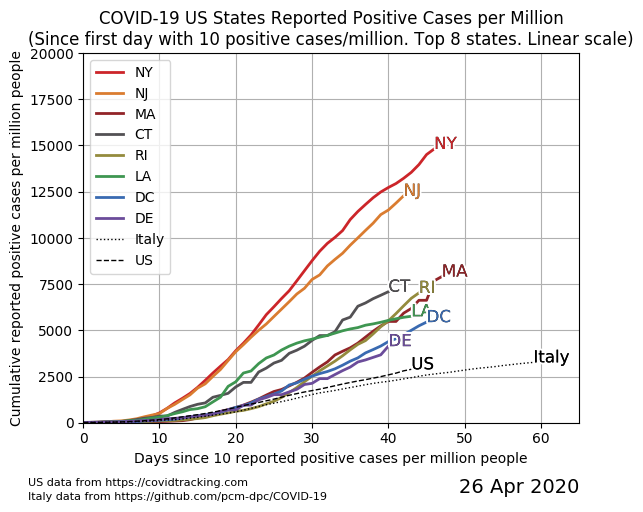 COVID-19 US States Reported Positive Cases per Million
(Since first day with 10 positive cases/million. Top 8 states. Linear scale)
Cumulative reported positive cases per million people
20000
17500
15000
12500
10000
7500
5000
2500
0
NY
NJ
MA
CT
RI
LA
DC
DE
Italy
US
NY
NJ
MA
CT
RI
LA
DC
DE
US
Italy
0
10
20
30
40
50
60
Days since 10 reported positive cases per million people
US data from https://covidtracking.com
Italy data from https://github.com/pcm-dpc/COVID-19
26 Apr 2020